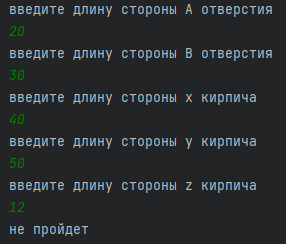 введите длину стороны A отверстия
20
введите длину стороны B отверстия
30
введите длину стороны x кирпича
40
введите длину стороны y кирпича
50
введите длину стороны z кирпича
12
не пройдет